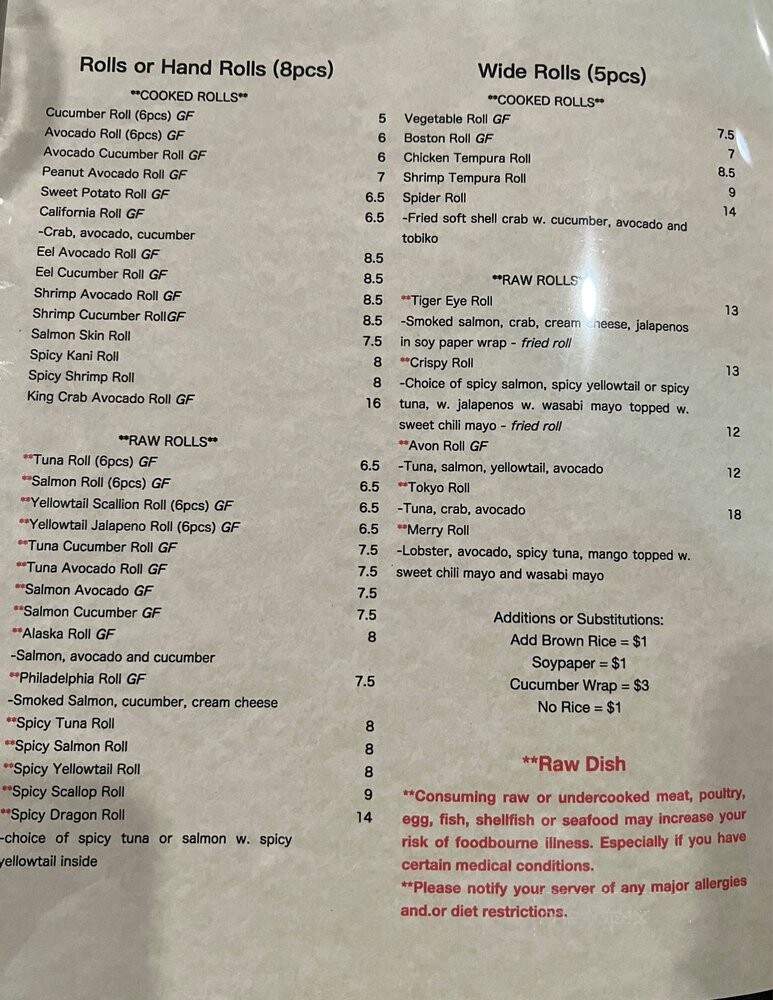 Rolls or Hand Rolls (8pcs)
**COOKED ROLLS**
Cucumber Roll (6pcs) GF 5
Avocado Roll (6pcs) GF 6
Avocado Cucumber Roll GF 6
Peanut Avocado Roll GF 7
Sweet Potato Roll GF 6.5
California Roll GF 6.5
-Crab, avocado, cucumber
Eel Avocado Roll GF 8.5
Eel Cucumber Roll GF 8.5
Shrimp Avocado Roll GF 8.5
Shrimp Cucumber RollGF 8.5
Salmon Skin Roll 7.5
Spicy Kani Roll 8
Spicy Shrimp Roll 8
King Crab Avocado Roll GF 16
**RAW ROLLS**
**Tuna Roll (6pcs) GF 6.5
**Salmon Roll (6pcs) GF 6.5
**Yellowtail Scallion Roll (6pcs) GF 6.5
**Yellowtail Jalapeno Roll (6pcs) GF 6.5
**Tuna Cucumber Roll GF 7.5
**Tuna Avocado Roll GF 7.5
**Salmon Avocado GF 7.5
**Salmon Cucumber GF 7.5
**Alaska Roll GF 8
-Salmon, avocado and cucumber
**Philadelphia Roll GF 7.5
-Smoked Salmon, cucumber, cream cheese
**Spicy Tuna Roll 8
**Spicy Salmon Roll 8
**Spicy Yellowtail Roll 8
**Spicy Scallop Roll 9
**Spicy Dragon Roll 14
-choice of spicy tuna or salmon w. spicy
yellowtail inside
Wide Rolls (5pcs)
**COOKED ROLLS**
Vegetable Roll GF 7.5
Boston Roll GF 7
Chicken Tempura Roll 8.5
Shrimp Tempura Roll 9
Spider Roll 14
-Fried soft shell crab w. cucumber, avocado and
tobiko
**RAW ROLLS
**Tiger Eye Roll 13
-Smoked salmon, crab, cream cheese, jalapenos
in soy paper wrap - fried roll
**Crispy Roll 13
-Choice of spicy salmon, spicy yellowtail or spicy
tuna, w. jalapenos w. wasabi mayo topped w.
sweet chili mayo - fried roll
**Avon Roll GF 12
-Tuna, salmon, yellowtail, avocado
**Tokyo Roll 12
-Tuna, crab, avocado
**Merry Roll 18
-Lobster, avocado, spicy tuna, mango topped w.
sweet chili mayo and wasabi mayo
Additions or Substitutions:
Add Brown Rice = $1
Soypaper = $1
Cucumber Wrap = $3
No Rice = $1
**Raw Dish
**Consuming raw or undercooked meat, poultry,
egg, fish, shellfish or seafood may increase your
risk of foodbourne illness. Especially if you have
certain medical conditions.
**Please notify your server of any major allergies
and.or diet restrictions.